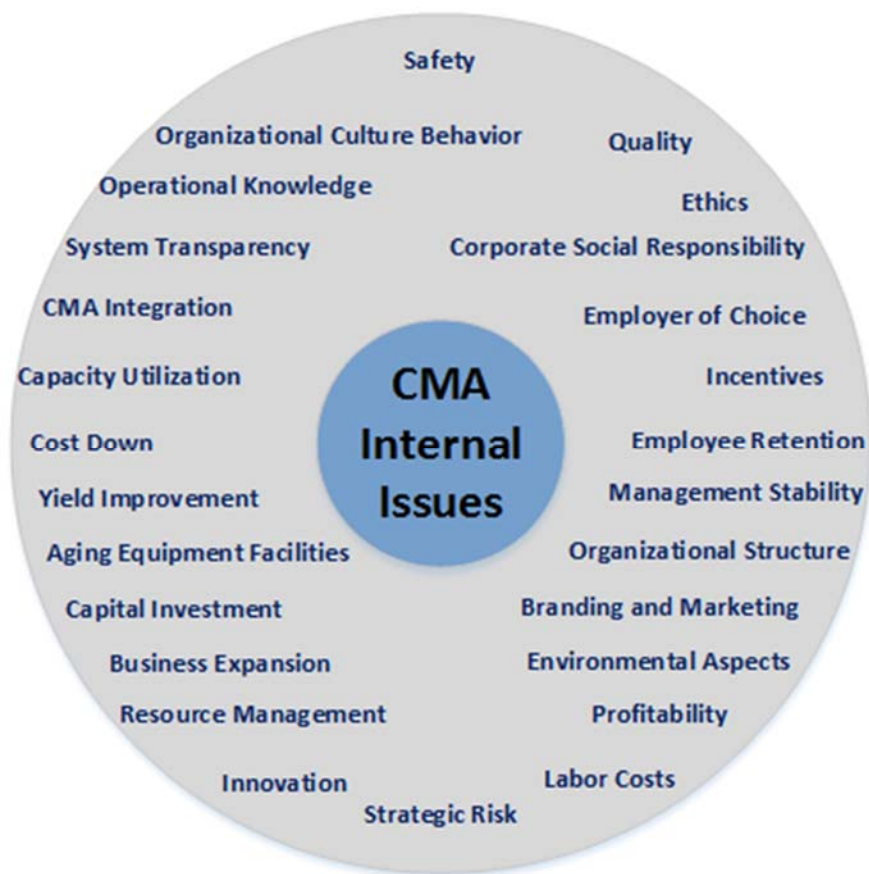 Safety
Organizational Culture Behavior
Quality
Operational Knowledge
Ethics
System Transparency
Corporate Social Responsibility
CMA Integration
Employer of Choice
Capacity Utilization
Incentives
CMA
Internal
Issues
Cost Down
Employee Retention
Yield Improvement
Management Stability
Aging Equipment Facilities
Organizational Structure
Capital Investment
Branding and Marketing
Business Expansion
Environmental Aspects
Resource Management
Profitability
Innovation
Labor Costs
Strategic Risk